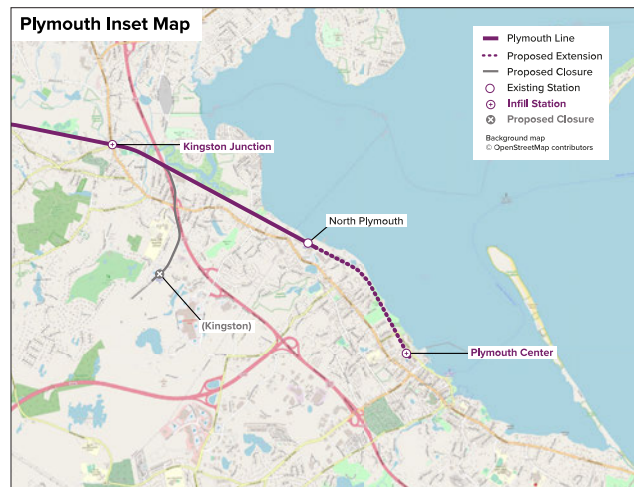 Plymouth Inset Map
Plymouth Line
Proposed Extension
Proposed Closure
Existing Station
Infill Station
Proposed Closure
Background map
© OpenStreetMap contributors
Kingston Junction
North Plymouth
(Kingston)
Plymouth Center